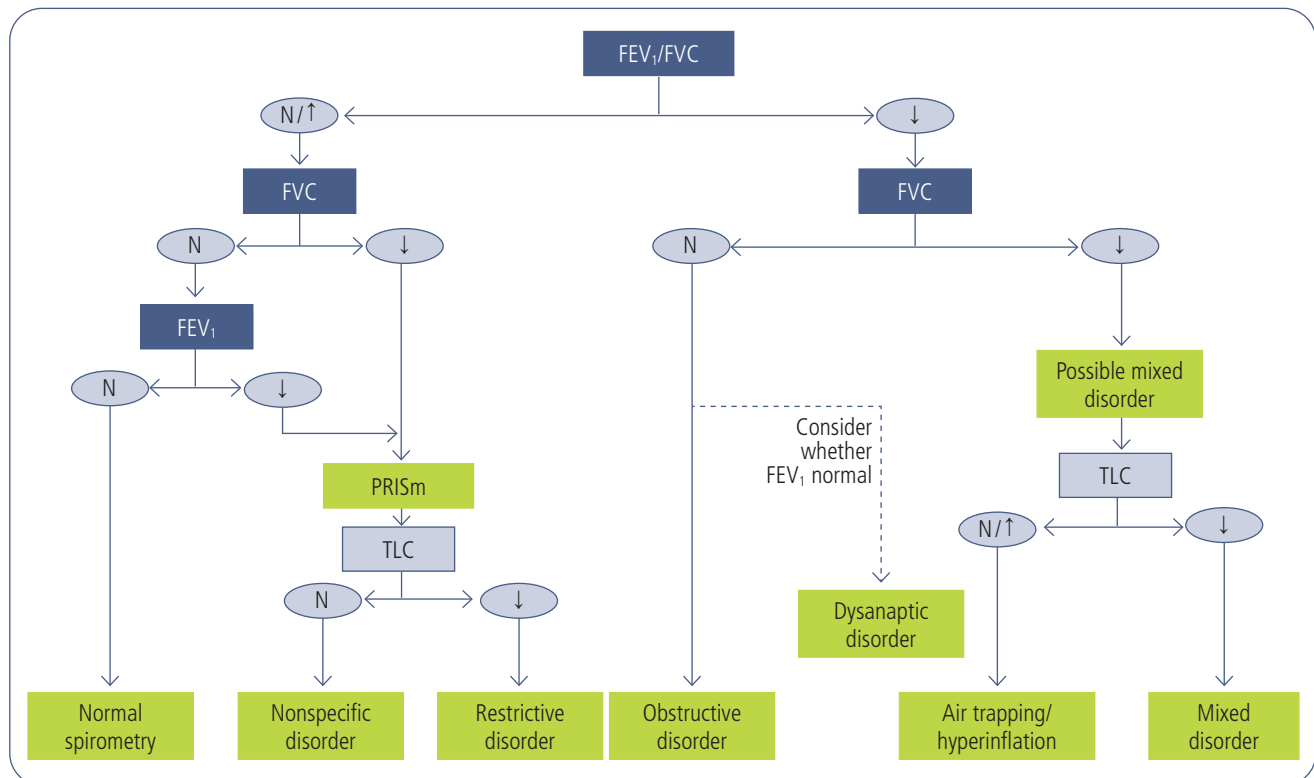 FEV₁/FVC
N/↑
↓
FVC
FVC
N
↓
N
↓
FEV₁
N
↓
Possible mixed
disorder
Consider
whether
FEV₁ normal
PRISm
TLC
TLC
N/↑
↓
N
↓
Dysanaptic
disorder
Normal
spirometry
Nonspecific
disorder
Restrictive
disorder
Obstructive
disorder
Air trapping/
hyperinflation
Mixed
disorder